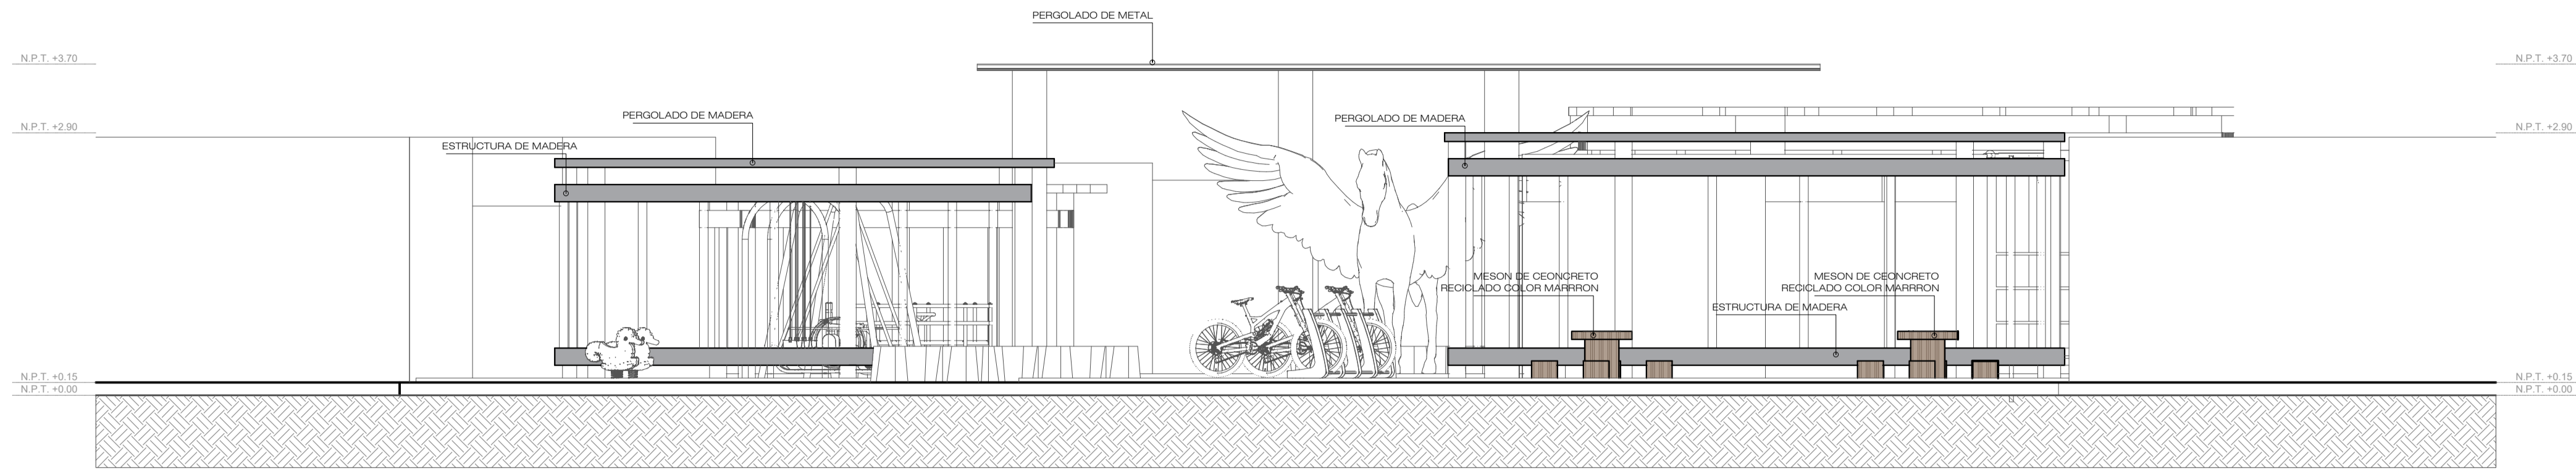 PERGOLADO DE METAL
N.P.T. +3.70
N.P.T. +3.70
PERGOLADO DE MADERA
PERGOLADO DE MADERA
N.P.T. +2.90
N.P.T. +2.90
ESTRUCTURA DE MADERA
MESON DE CEONCRETO
RECICLADO COLOR MARRRON
MESON DE CEONCRETO
RECICLADO COLOR MARRRON
ESTRUCTURA DE MADERA
N.P.T. +0.15
N.P.T. +0.00
N.P.T. +0.15
N.P.T. +0.00